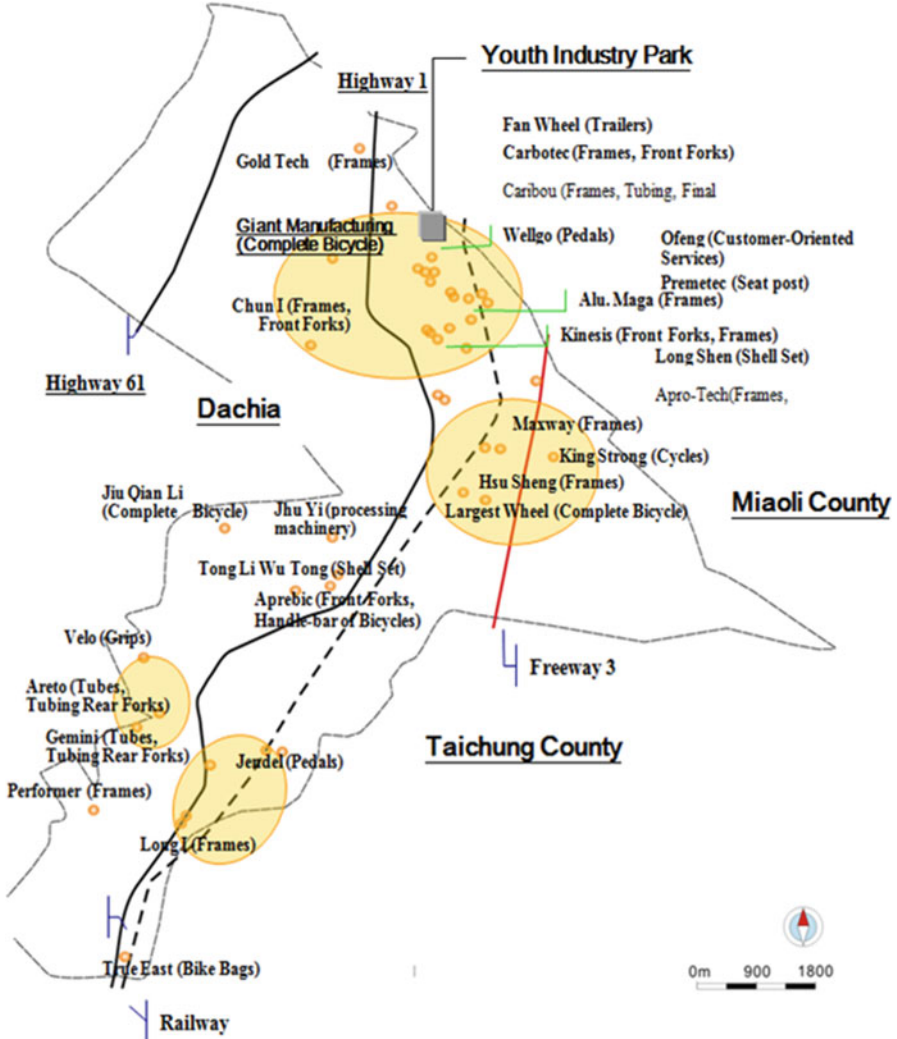 Youth Industry Park
Highway 1
Fan Wheel (Trailers)
Carbotec (Frames, Front Forks)
Gold Tech (Frames)
Caribou (Frames, Tubing, Final
Giant Manufacturing
(Complete Bicycle)
Wellgo (Pedals)
Ofeng (Customer-Oriented
Services)
Premetec (Seat post)
Chun I (Frames,
Front Forks)
Alu. Maga (Frames)
Kinesis (Front Forks, Frames)
Long Shen (Shell Set)
Highway 61
Apro-Tech(Frames,
Dachia
Maxway (Frames)
King Strong (Cycles)
Hsu Sheng (Frames)
Largest Wheel (Complete Bicycle)
Miaoli County
Jiu Qian Li
(Complete Bicycle)
Jhu Yi (processing
machinery)
Tong Li Wu Tong (Shell Set)
Aprebic (Front Forks,
Handle-bar of Bicycles)
Velo (Grips)
Freeway 3
Areto (Tubes,
Tubing Rear Forks)
Gemini (Tubes,
Tubing Rear Forks)
Taichung County
Jendel (Pedals)
Performer (Frames)
Long I (Frames)
True East (Bike Bags)
0m 900 1800
Railway